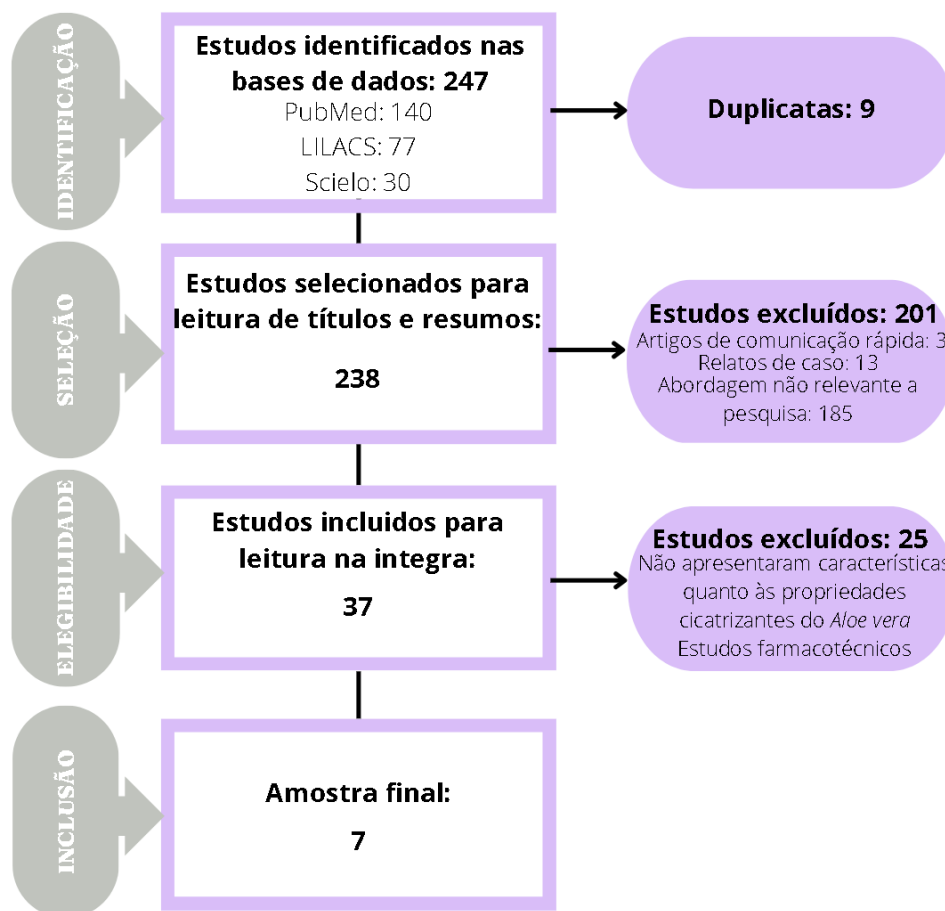 IDENTIFICAÇÃO
Estudos identificados nas
bases de dados: 247
PubMed: 140
LILACS: 77
Scielo: 30
Duplicatas: 9
SELEÇÃO
Estudos selecionados para
leitura de títulos e resumos:
238
Estudos excluídos: 201
Artigos de comunicação rápida: 3
Relatos de caso: 13
Abordagem não relevante a
pesquisa: 185
ELEGIBILIDADE
Estudos incluidos para
leitura na integra:
37
Estudos excluídos: 25
Não apresentaram características
quanto às propriedades
cicatrizantes do Aloe vera
Estudos farmacotécnicos
INCLUSÃO
Amostra final:
7